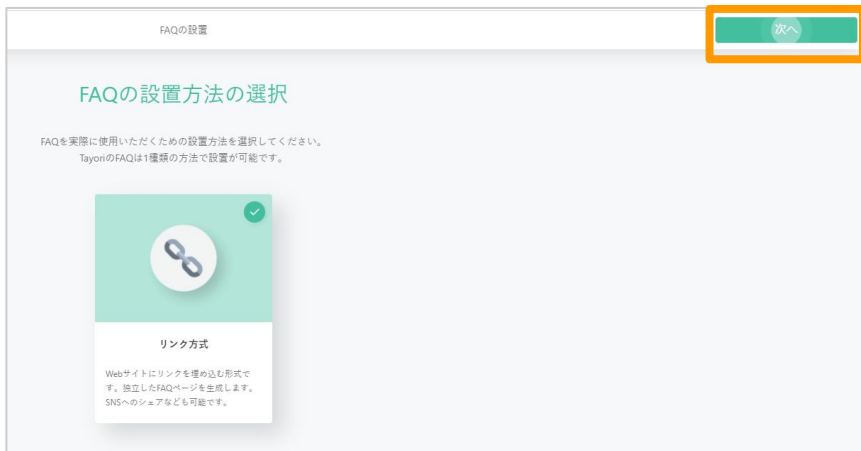 FAQの設置
次へ
FAQの設置方法の選択
FAQを実際に使用いただくための設置方法を選択してください。
TayoriのFAQは1種類の方法で設置が可能です。
リンク方式
Webサイトにリンクを埋め込む形式で
す。独立したFAQページを生成します。
SNSへのシェアなども可能です。